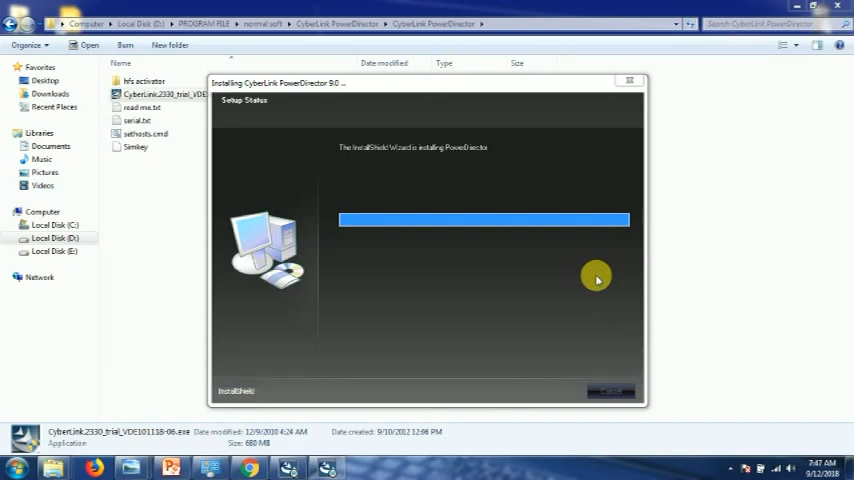 Computer ▸ Local Disk (D:) ▸ PROGRAM FILE ▸ normal soft ▸ CyberLink PowerDirector ▸ CyberLink PowerDirector ▸
Search CyberLink PowerDirector
Organize Open Burn New folder
Favorites
Desktop
Downloads
Recent Places
Libraries
Documents
Music
Pictures
Videos
Computer
Local Disk (C:)
Local Disk (D:)
Local Disk (E:)
Network
Name Date modified Type Size
hfs activator
CyberLink.2330_trial_VDE
read me.txt
serial.txt
sethosts.cmd
Simkey
Installing CyberLink PowerDirector 9.0 ...
Setup Status
The InstallShield Wizard is installing PowerDirector
InstallShield
Cancel
CyberLink.2330_trial_VDE101118-06.exe Date modified: 12/9/2010 4:24 AM Date created: 9/10/2012 12:06 PM
Application Size: 680 MB
7:47 AM
9/12/2018